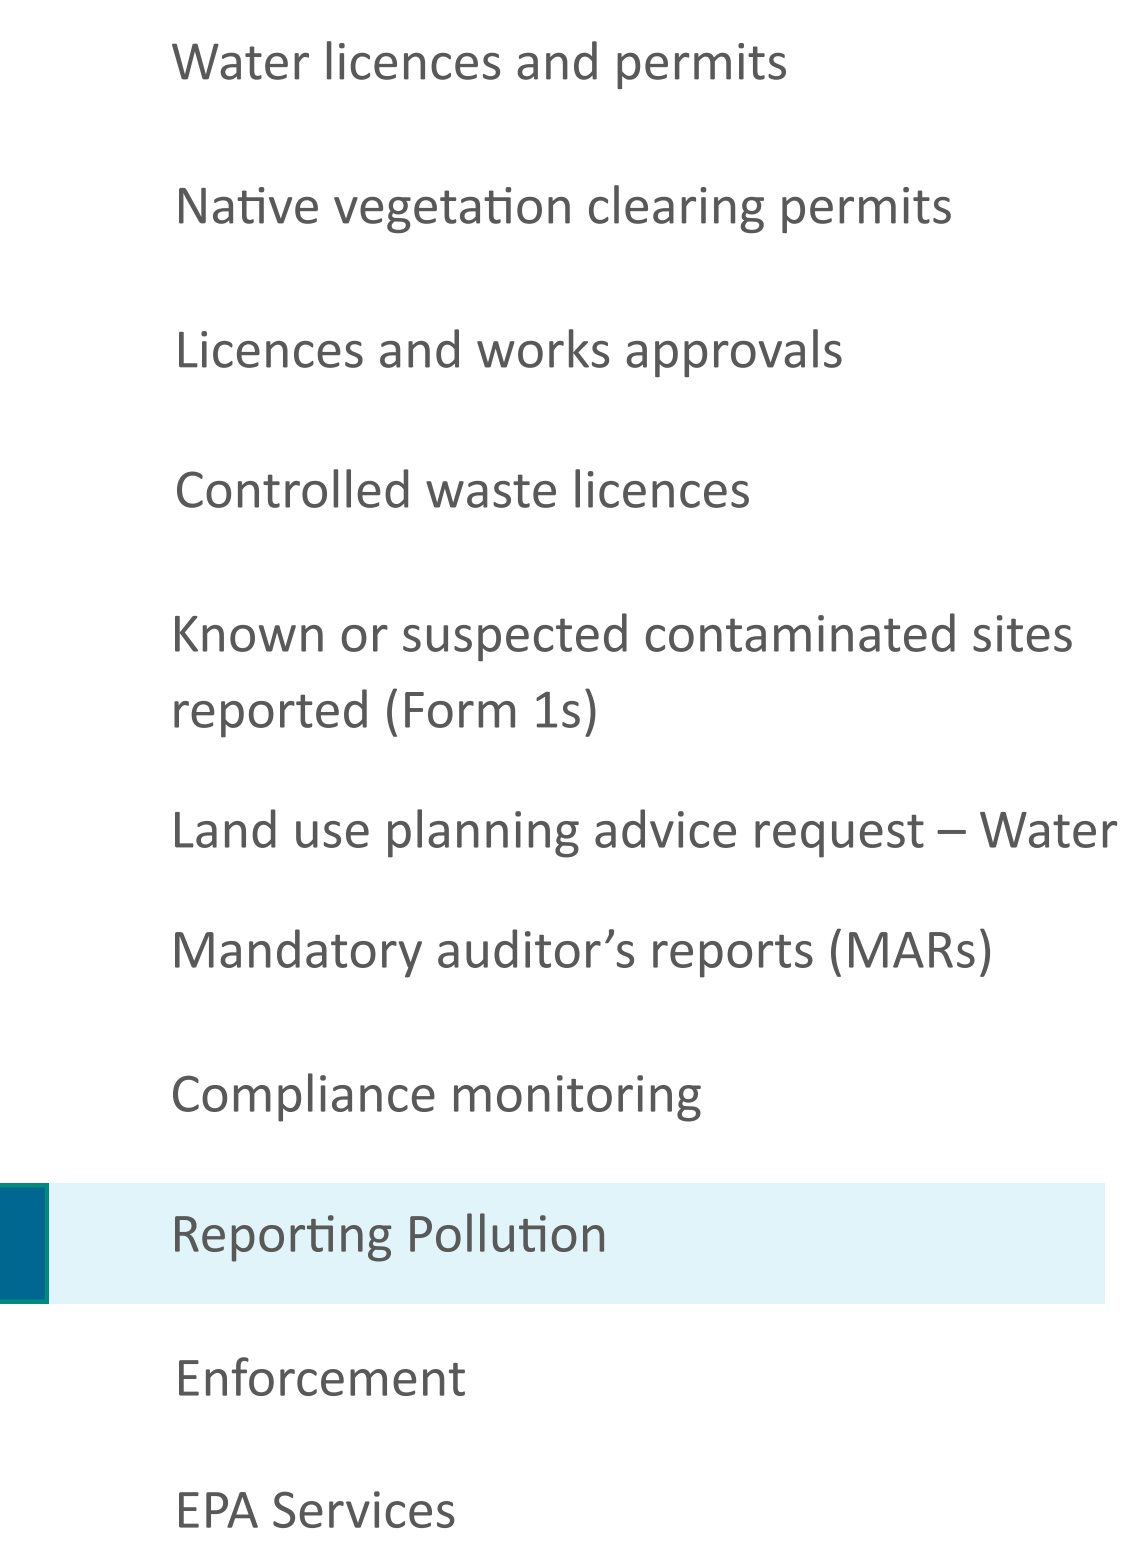 Water licences and permits
Native vegetation clearing permits
Licences and works approvals
Controlled waste licences
Known or suspected contaminated sites
reported (Form 1s)
Land use planning advice request – Water
Mandatory auditor’s reports (MARs)
Compliance monitoring
Reporting Pollution
Enforcement
EPA Services